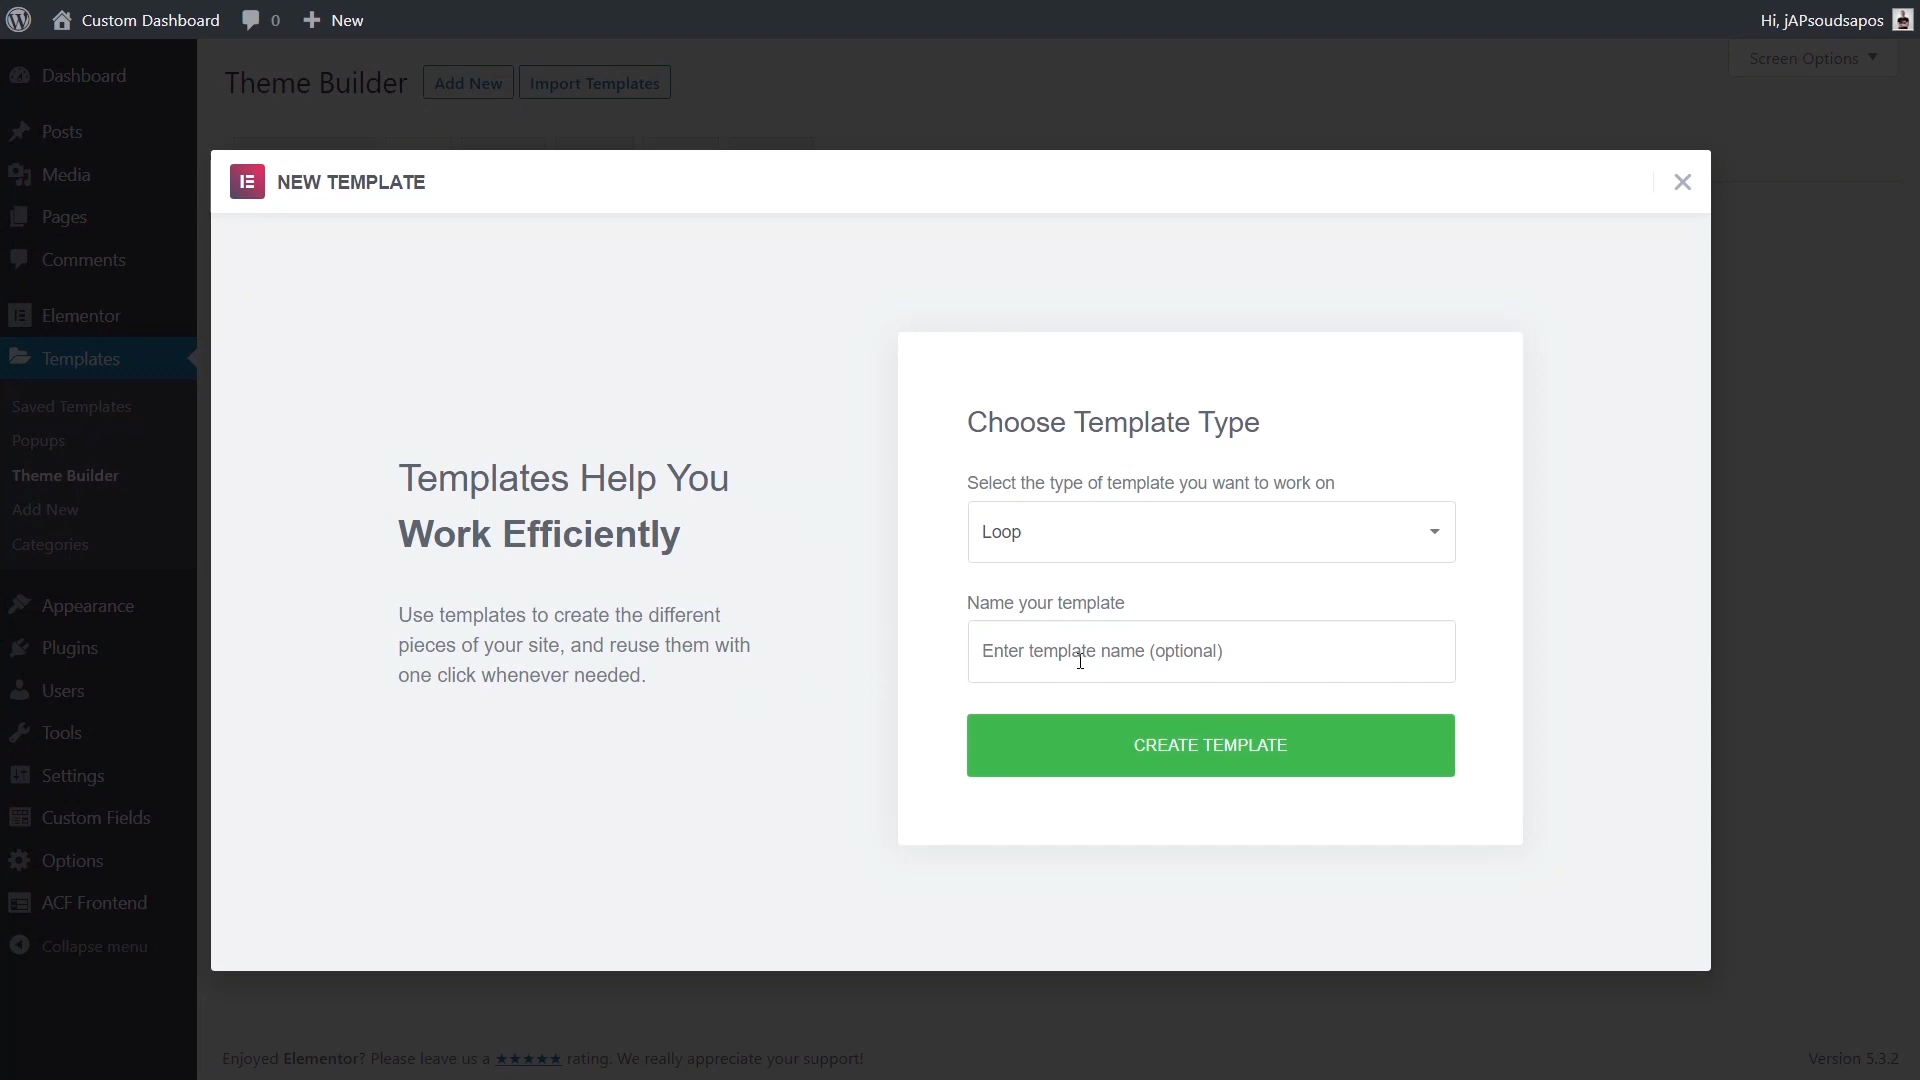 Custom Dashboard
0
New
Hi, jAPsoudsapos
Dashboard
Posts
Media
Pages
Comments
Elementor
Templates
Saved Templates
Popups
Theme Builder
Add New
Categories
Appearance
Plugins
Users
Tools
Settings
Custom Fields
Options
ACF Frontend
Collapse menu
Theme Builder
Add New
Import Templates
Screen Options
NEW TEMPLATE
Templates Help You
Work Efficiently
Use templates to create the different
pieces of your site, and reuse them with
one click whenever needed.
Choose Template Type
Select the type of template you want to work on
Loop
Name your template
Enter template name (optional)
CREATE TEMPLATE
Enjoyed Elementor? Please leave us a ★★★★★ rating. We really appreciate your support!
Version 5.3.2